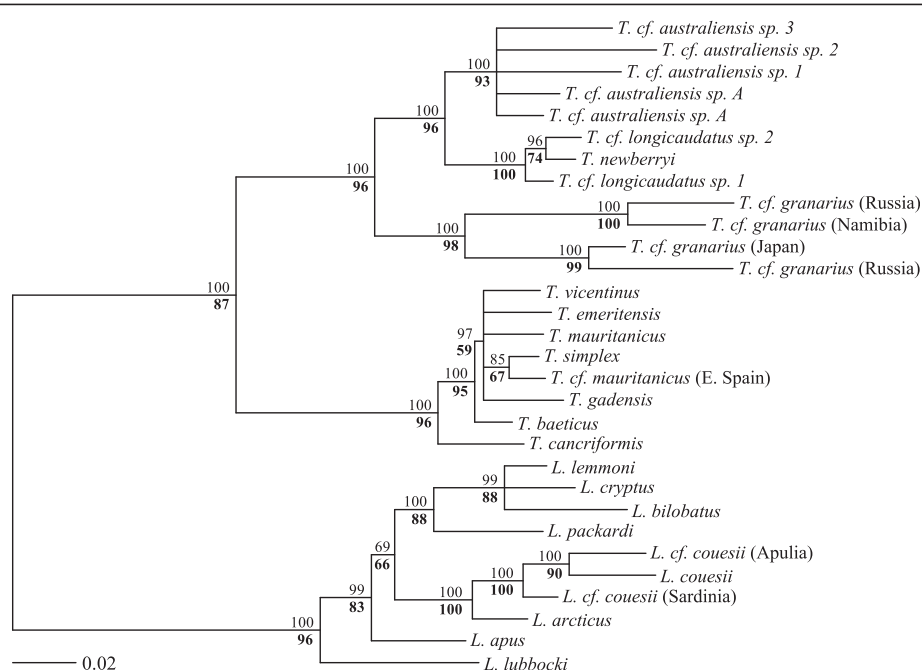 T. cf. australiensis sp. 3
T. cf. australiensis sp. 2
100
T. cf. australiensis sp. 1
93
T. cf. australiensis sp. A
100
T. cf. australiensis sp. A
96
T. cf. longicaudatus sp. 2
96
100
74
T. newberryi
100
100
T. cf. longicaudatus sp. 1
96
T. cf. granarius (Russia)
100
100
T. cf. granarius (Namibia)
100
98
T. cf. granarius (Japan)
100
99
T. cf. granarius (Russia)
100
87
T. vicentinus
T. emeritensis
97
T. mauritanicus
59
T. simplex
85
67
T. cf. mauritanicus (E. Spain)
100
95
T. gadensis
100
96
T. baeticus
T. cancriformis
L. lemmoni
99
88
L. cryptus
100
88
L. bilobatus
L. packardi
69
66
L. cf. couesii (Apulia)
100
90
L. couesii
100
100
99
83
L. cf. couesii (Sardinia)
100
100
L. arcticus
100
96
L. apus
L. lubbocki
0.02